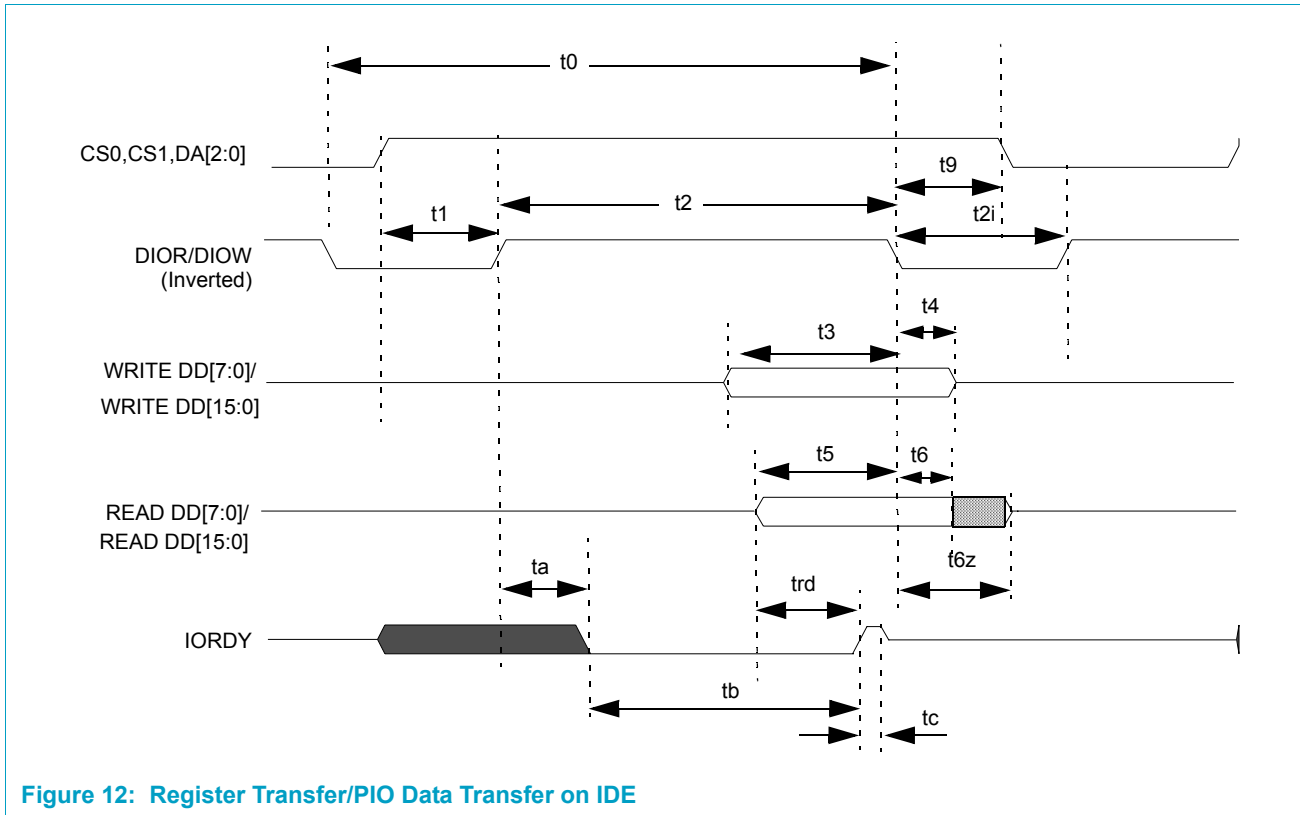 t0
CS0,CS1,DA[2:0]
t9
t1
t2
t2i
DIOR/DIOW
(Inverted)
t4
t3
WRITE DD[7:0]/
WRITE DD[15:0]
t5
t6
READ DD[7:0]/
READ DD[15:0]
t6z
ta
trd
IORDY
tb
tc
Figure 12: Register Transfer/PIO Data Transfer on IDE